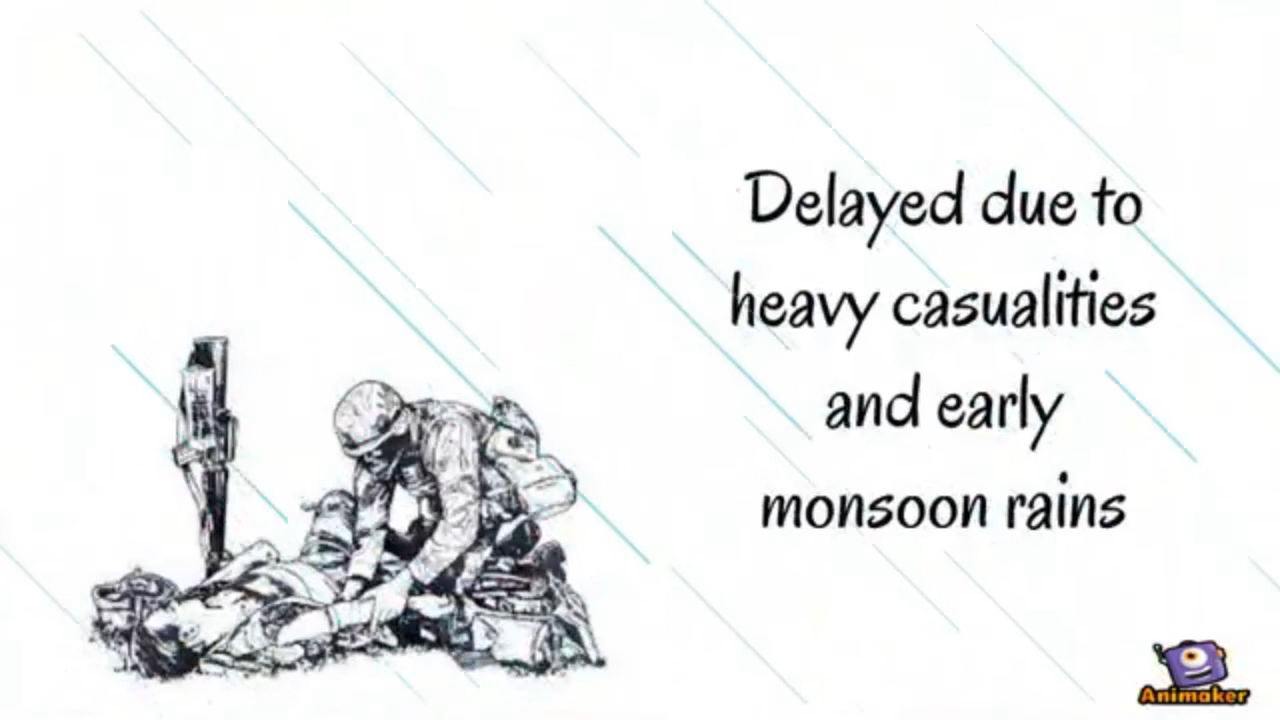 Delayed due to
heavy casualities
and early
monsoon rains
Animaker